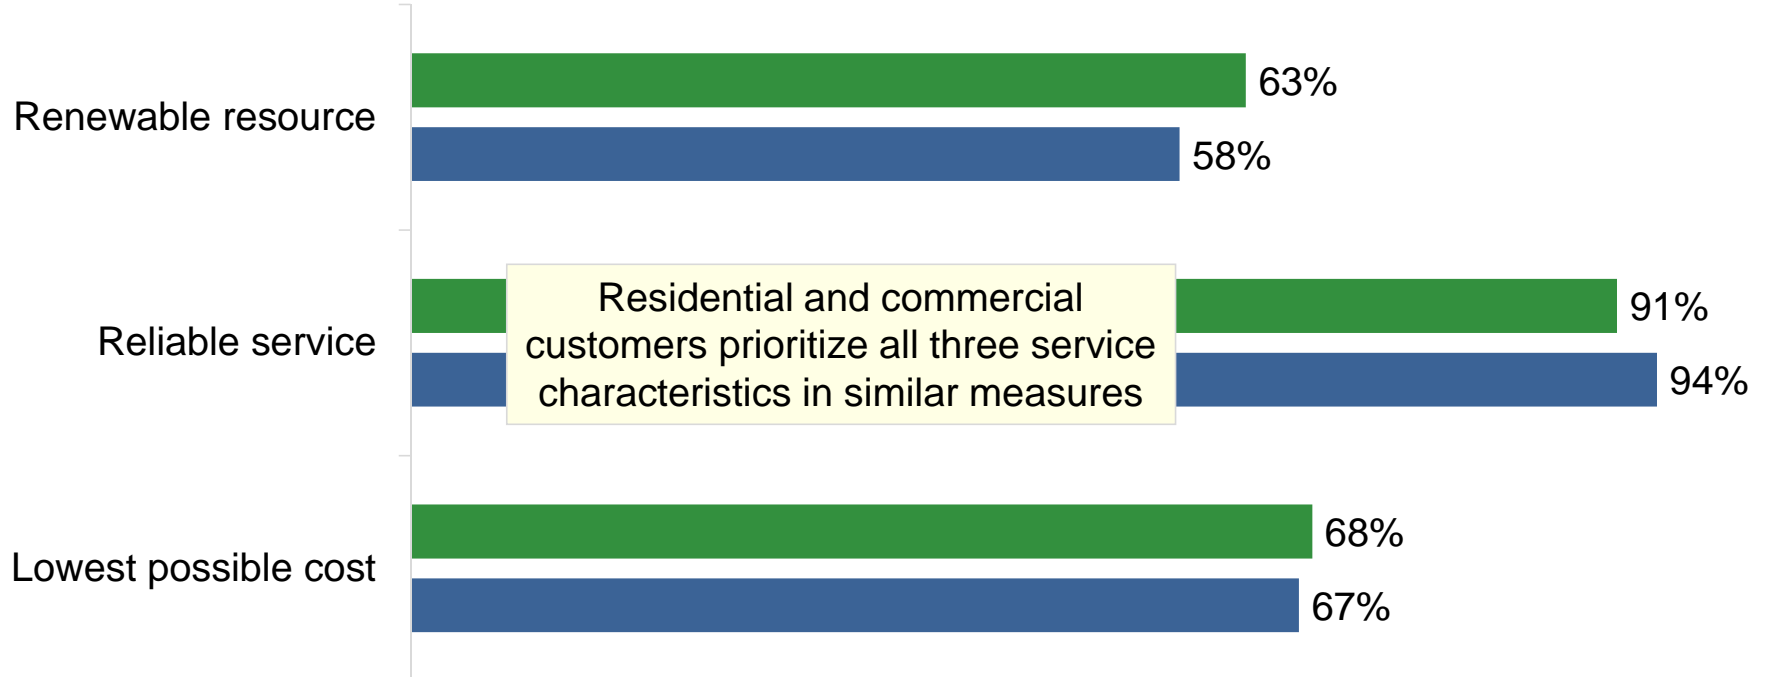 Renewable resource
63%
58%
Reliable service
Residential and commercial
customers prioritize all three service
characteristics in similar measures
91%
94%
Lowest possible cost
68%
67%